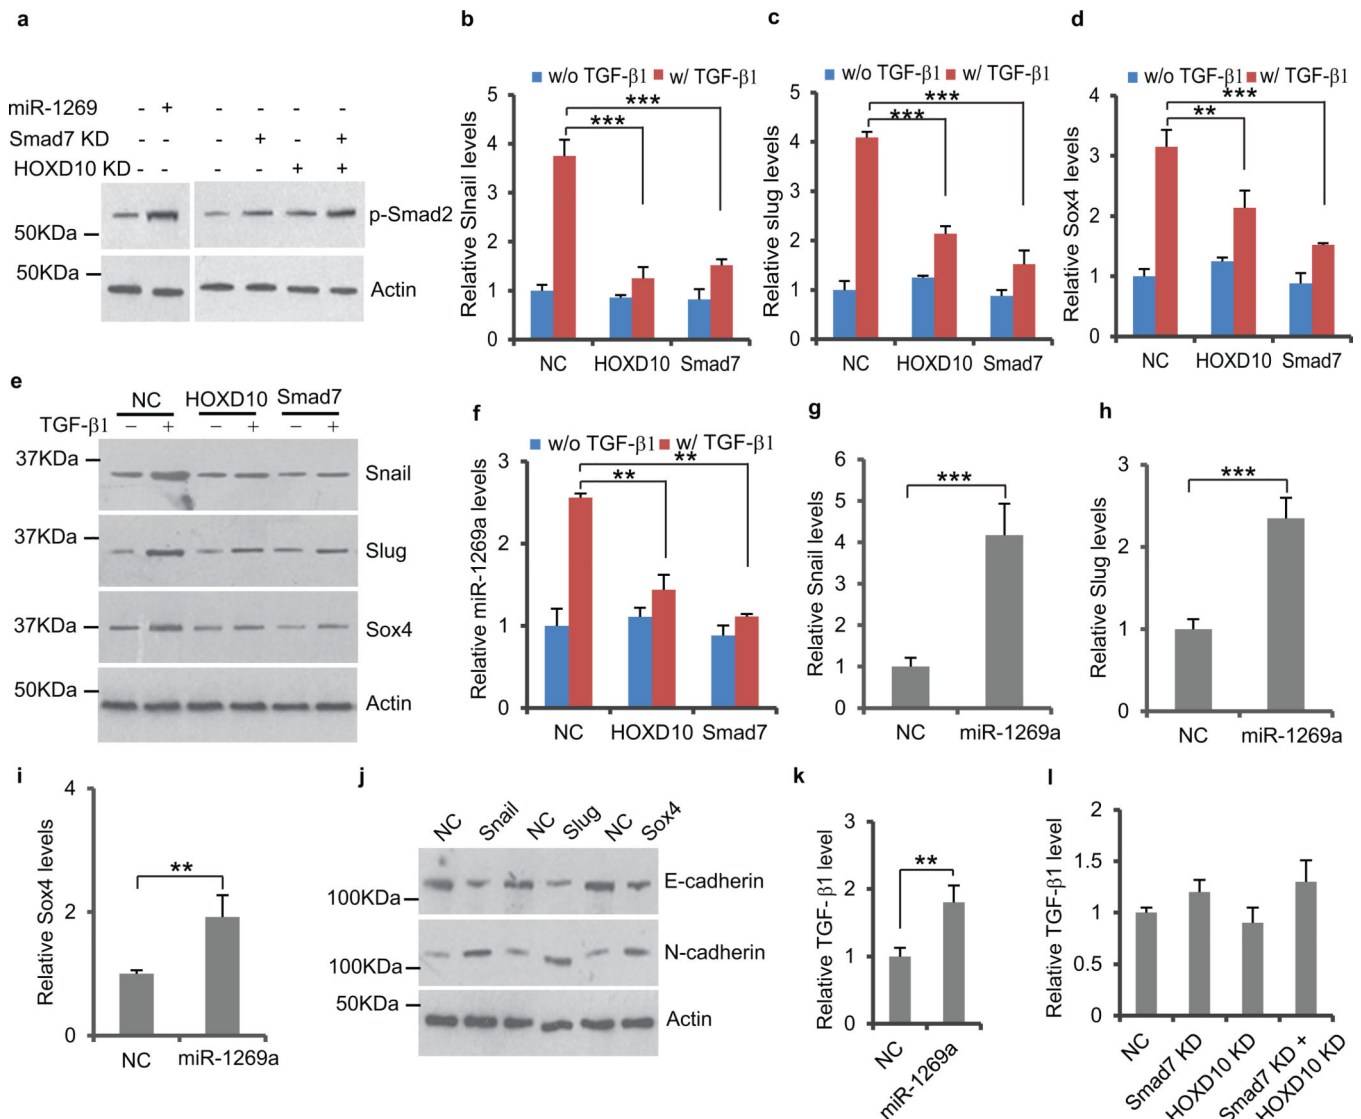 a
miR-1269 - + - - - -
Smad7 KD - - - + - +
HOXD10 KD - - - - + +
p-Smad2
50KDa
50KDa
Actin
b
w/o TGF-β1 w/ TGF-β1
Relative Slnail levels
5
4
3
2
1
0
*** ***
NC HOXD10 Smad7
c
w/o TGF-β1 w/ TGF-β1
Relative slug levels
5
4
3
2
1
0
*** ***
NC HOXD10 Smad7
d
w/o TGF-β1 w/ TGF-β1
Relative Sox4 levels
4
3
2
1
0
*** **
NC HOXD10 Smad7
e
NC HOXD10 Smad7
TGF-β1 − + − + − +
37KDa
Snail
37KDa
Slug
37KDa
Sox4
50KDa
Actin
f
w/o TGF-β1 w/ TGF-β1
Relative miR-1269a levels
3
2
1
0
** **
NC HOXD10 Smad7
g
Relative Snail levels
6
5
4
3
2
1
0
***
NC miR-1269a
h
Relative Slug levels
3
2
1
0
***
NC miR-1269a
i
Relative Sox4 levels
4
2
0
**
NC miR-1269a
j
NC Snail NC Slug NC Sox4
E-cadherin
100KDa
N-cadherin
100KDa
50KDa
Actin
k
Relative TGF-β1 level
3
2
1
0
**
NC miR-1269a
l
Relative TGF-β1 level
2
1.5
1
0.5
0
NC
Smad7 KD
HOXD10 KD
Smad7 KD +
HOXD10 KD